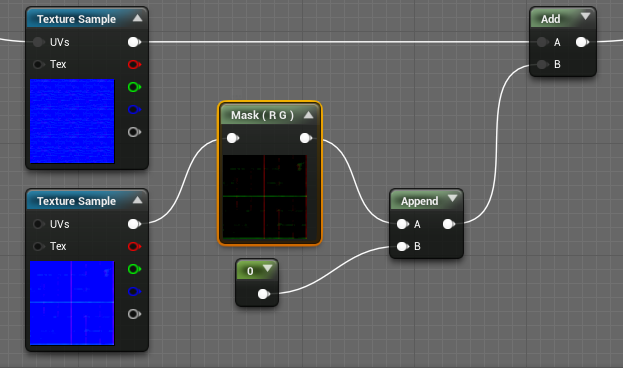 Texture Sample
UVs
Tex
Add
A
B
Mask ( R G )
Texture Sample
UVs
Tex
Append
A
B
0